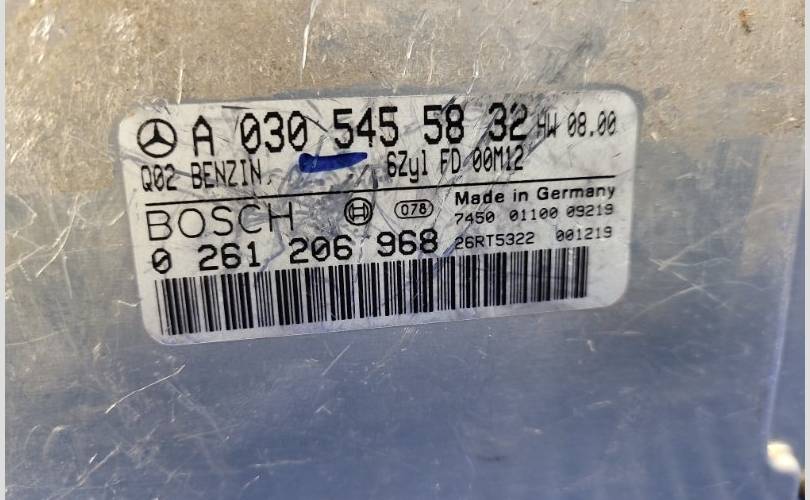 A 030 545 58 32 HW 08.00
Q02 BENZIN, 6Zyl FD 00M12
BOSCH 078 Made in Germany
7450 01100 09219
0 261 206 968 26RT5322 001219